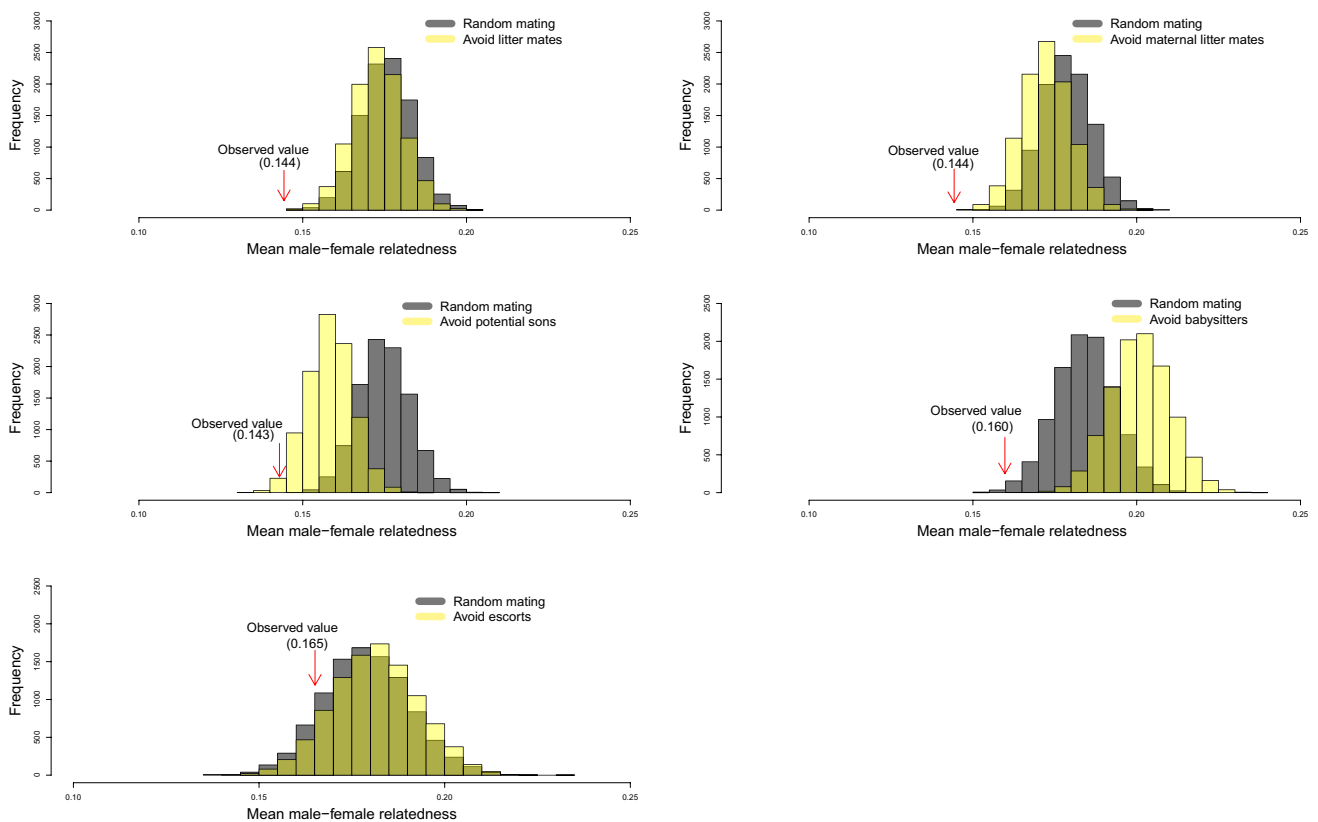 Random mating
Avoid litter mates
Frequency
0 500 1000 1500 2000 2500 3000
Observed value
(0.144)
0.10 0.15 0.20 0.25
Mean male−female relatedness
Random mating
Avoid maternal litter mates
Frequency
0 500 1000 1500 2000 2500 3000
Observed value
(0.144)
0.10 0.15 0.20 0.25
Mean male−female relatedness
Random mating
Avoid potential sons
Frequency
0 500 1000 1500 2000 2500 3000
Observed value
(0.143)
0.10 0.15 0.20 0.25
Mean male−female relatedness
Random mating
Avoid babysitters
Frequency
0 500 1000 1500 2000 2500
Observed value
(0.160)
0.10 0.15 0.20 0.25
Mean male−female relatedness
Random mating
Avoid escorts
Frequency
0 500 1000 1500 2000 2500
Observed value
(0.165)
0.10 0.15 0.20 0.25
Mean male−female relatedness